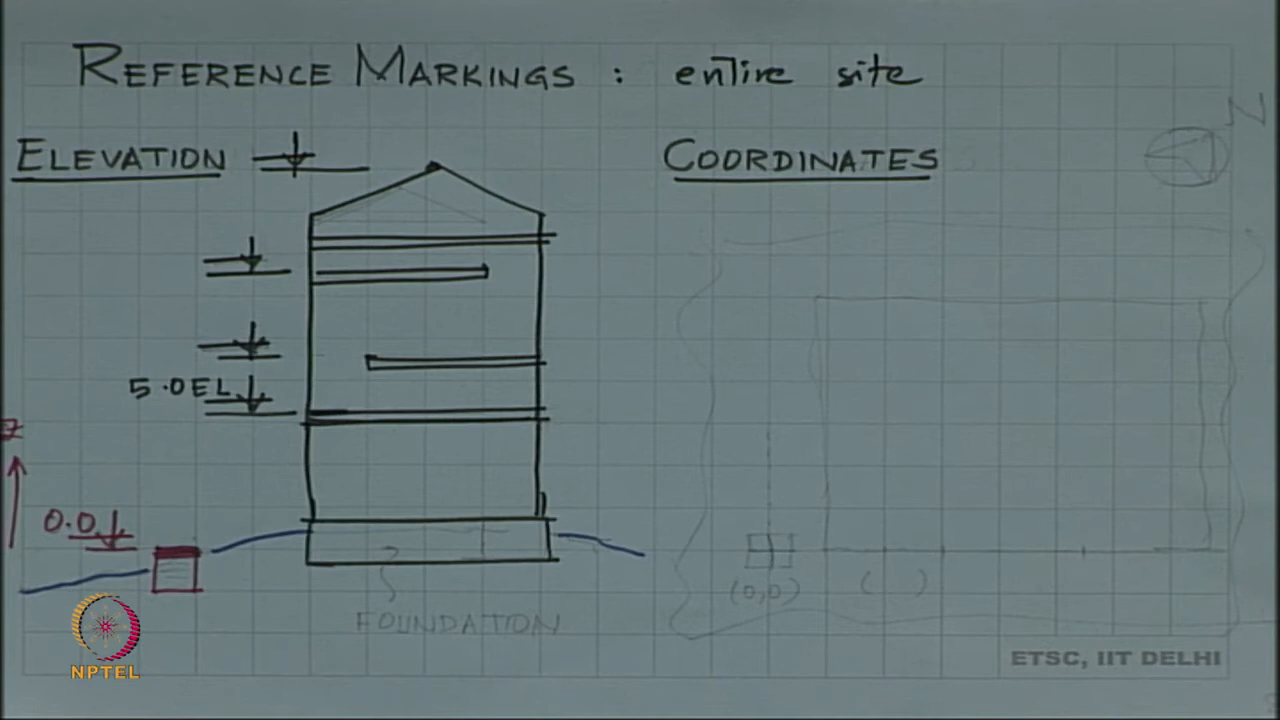 REFERENCE MARKINGS : entire site
ELEVATION
COORDINATES
N
5.0EL
z
0.0
(0,0)
( )
FOUNDATION
NPTEL
ETSC, IIT DELHI